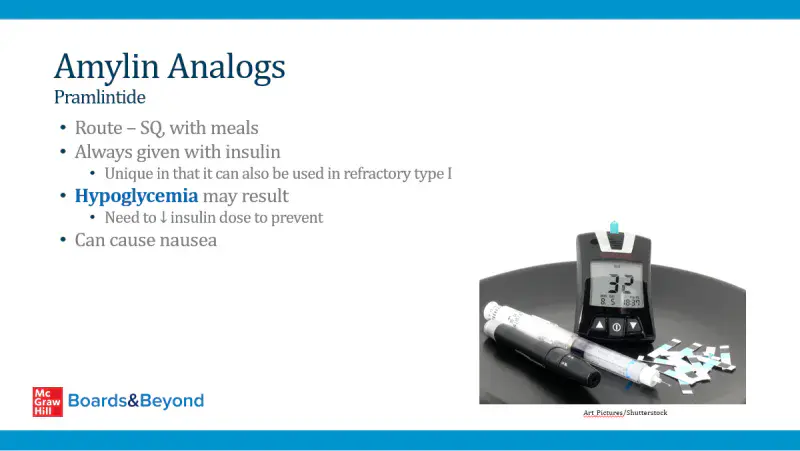 Amylin Analogs
Pramlintide
• Route – SQ, with meals
• Always given with insulin
• Unique in that it can also be used in refractory type I
• Hypoglycemia may result
• Need to ↓ insulin dose to prevent
• Can cause nausea
32
Mc
Graw
Hill
Boards&Beyond
Art_Pictures/Shutterstock